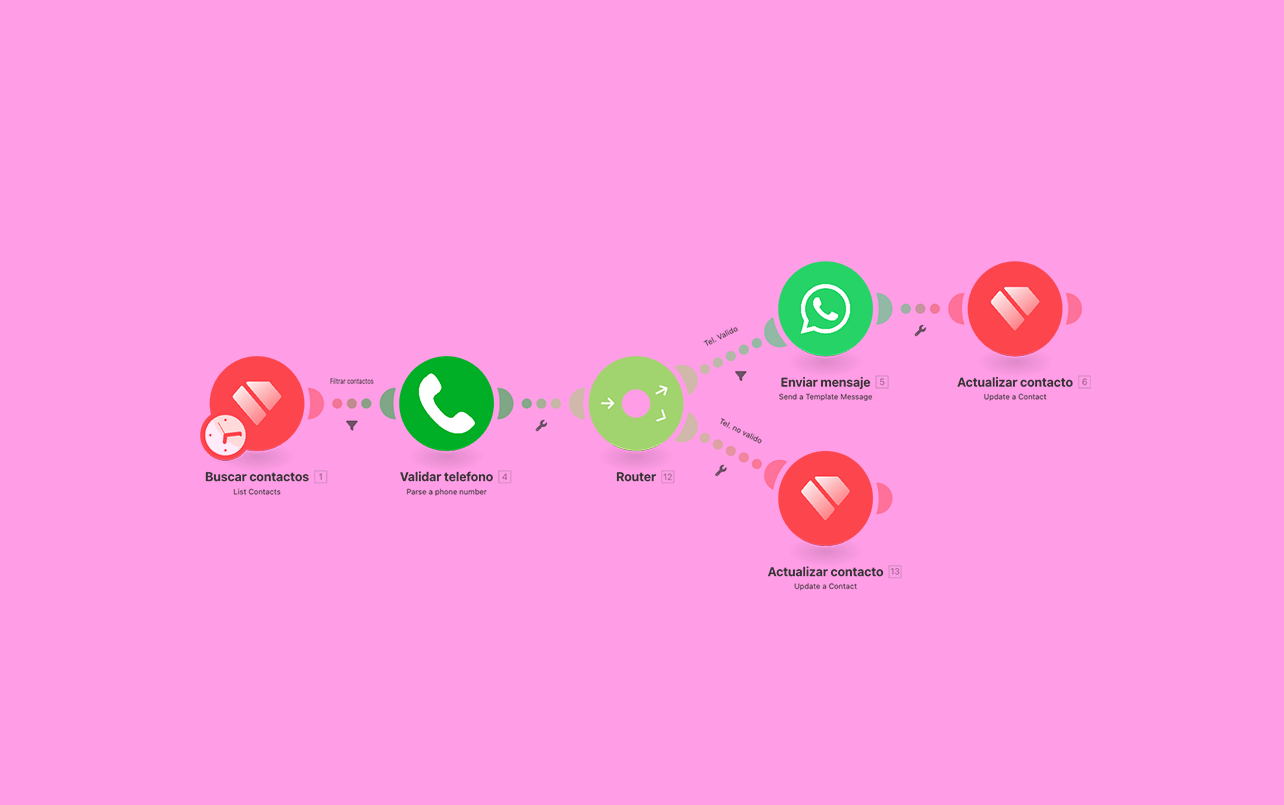 Filtrar contactos
Buscar contactos 1
List Contacts
Validar telefono 4
Parse a phone number
Router 12
Tel. Valido
Enviar mensaje 5
Send a Template Message
Actualizar contacto 6
Update a Contact
Tel. no valido
Actualizar contacto 13
Update a Contact